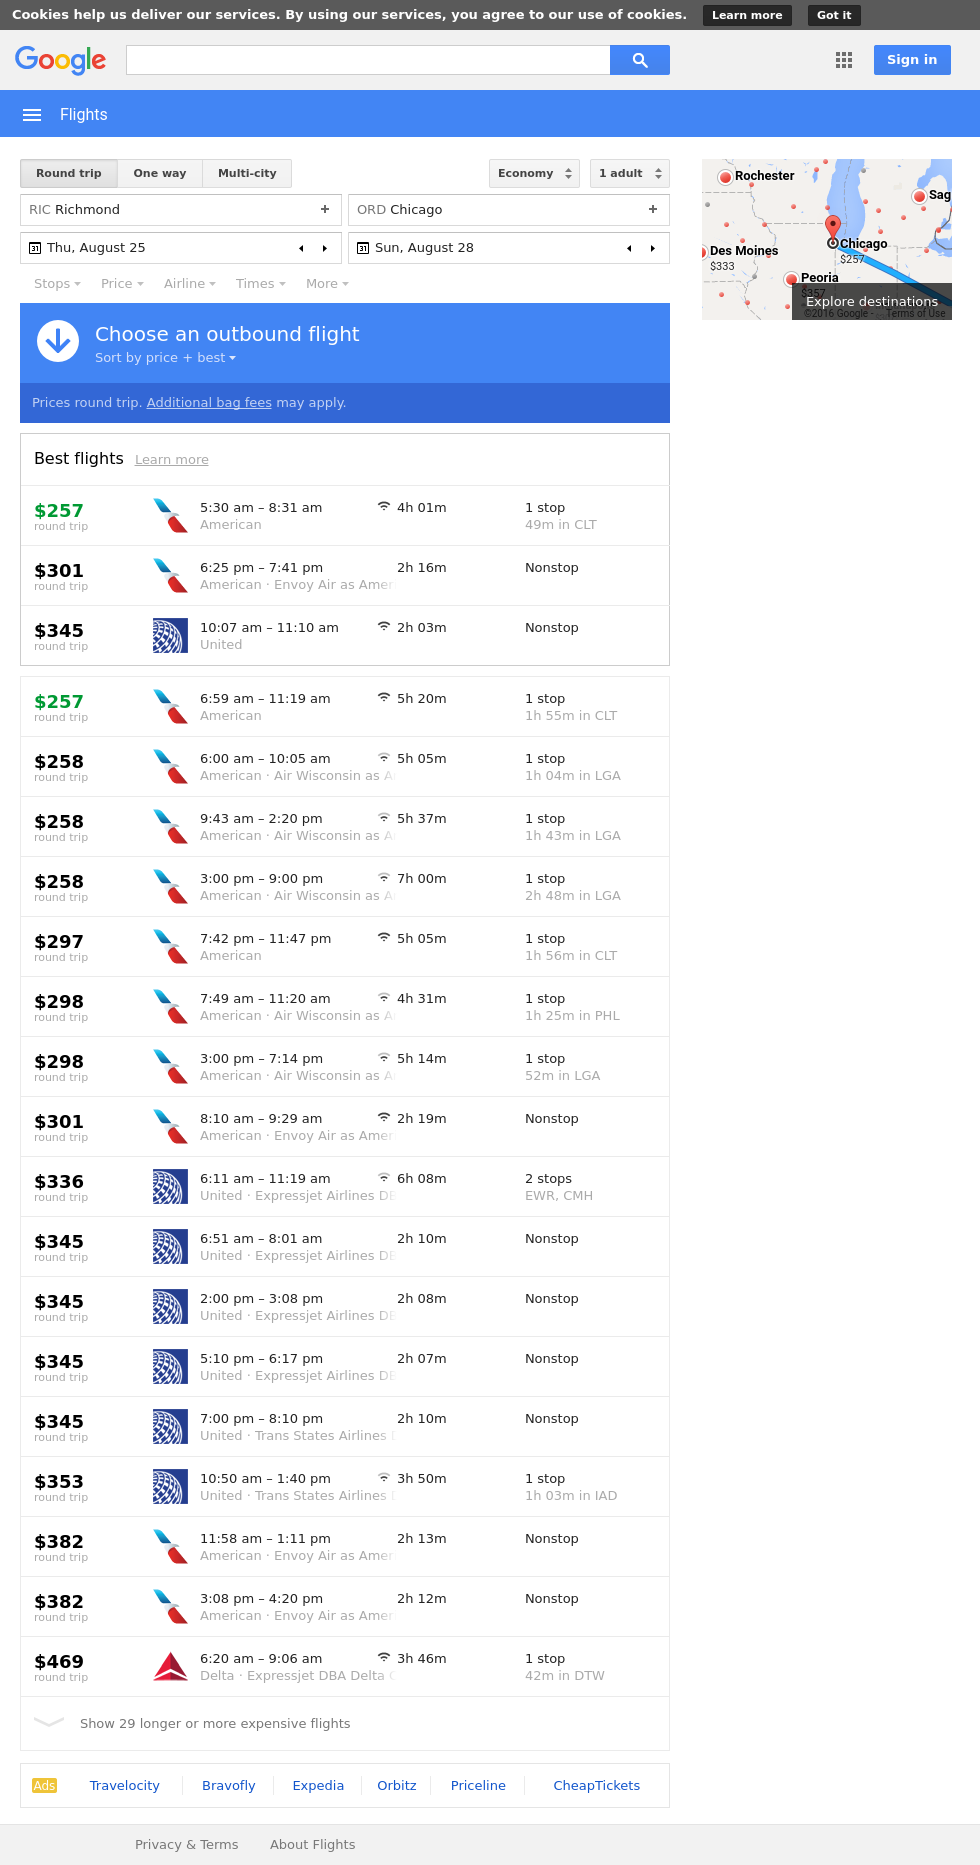 Cookies help us deliver our services. By using our services, you agree to our use of cookies. Learn more Got it
Google Sign in
Flights
Round trip One way Multi-city Economy 1 adult
RIC Richmond + ORD Chicago +
31 Thu, August 25 31 Sun, August 28
Stops Price Airline Times More
Choose an outbound flight
Sort by price + best
Prices round trip. Additional bag fees may apply.
Rochester
Sag
Chicago
$257
Des Moines
$333
Peoria
$357
Explore destinations
©2016 Google - Terms of Use
Best flights Learn more
$257 5:30 am – 8:31 am 4h 01m 1 stop
round trip American 49m in CLT
$301 6:25 pm – 7:41 pm 2h 16m Nonstop
round trip American · Envoy Air as Amer
$345 10:07 am – 11:10 am 2h 03m Nonstop
round trip United
$257 6:59 am – 11:19 am 5h 20m 1 stop
round trip American 1h 55m in CLT
$258 6:00 am – 10:05 am 5h 05m 1 stop
round trip American · Air Wisconsin as A 1h 04m in LGA
$258 9:43 am – 2:20 pm 5h 37m 1 stop
round trip American · Air Wisconsin as A 1h 43m in LGA
$258 3:00 pm – 9:00 pm 7h 00m 1 stop
round trip American · Air Wisconsin as A 2h 48m in LGA
$297 7:42 pm – 11:47 pm 5h 05m 1 stop
round trip American 1h 56m in CLT
$298 7:49 am – 11:20 am 4h 31m 1 stop
round trip American · Air Wisconsin as A 1h 25m in PHL
$298 3:00 pm – 7:14 pm 5h 14m 1 stop
round trip American · Air Wisconsin as A 52m in LGA
$301 8:10 am – 9:29 am 2h 19m Nonstop
round trip American · Envoy Air as Amer
$336 6:11 am – 11:19 am 6h 08m 2 stops
round trip United · Expressjet Airlines DB EWR, CMH
$345 6:51 am – 8:01 am 2h 10m Nonstop
round trip United · Expressjet Airlines DB
$345 2:00 pm – 3:08 pm 2h 08m Nonstop
round trip United · Expressjet Airlines DB
$345 5:10 pm – 6:17 pm 2h 07m Nonstop
round trip United · Expressjet Airlines DB
$345 7:00 pm – 8:10 pm 2h 10m Nonstop
round trip United · Trans States Airlines D
$353 10:50 am – 1:40 pm 3h 50m 1 stop
round trip United · Trans States Airlines D 1h 03m in IAD
$382 11:58 am – 1:11 pm 2h 13m Nonstop
round trip American · Envoy Air as Amer
$382 3:08 pm – 4:20 pm 2h 12m Nonstop
round trip American · Envoy Air as Amer
$469 6:20 am – 9:06 am 3h 46m 1 stop
round trip Delta · Expressjet DBA Delta C 42m in DTW
Show 29 longer or more expensive flights
Ads Travelocity Bravofly Expedia Orbitz Priceline CheapTickets
Privacy & Terms About Flights